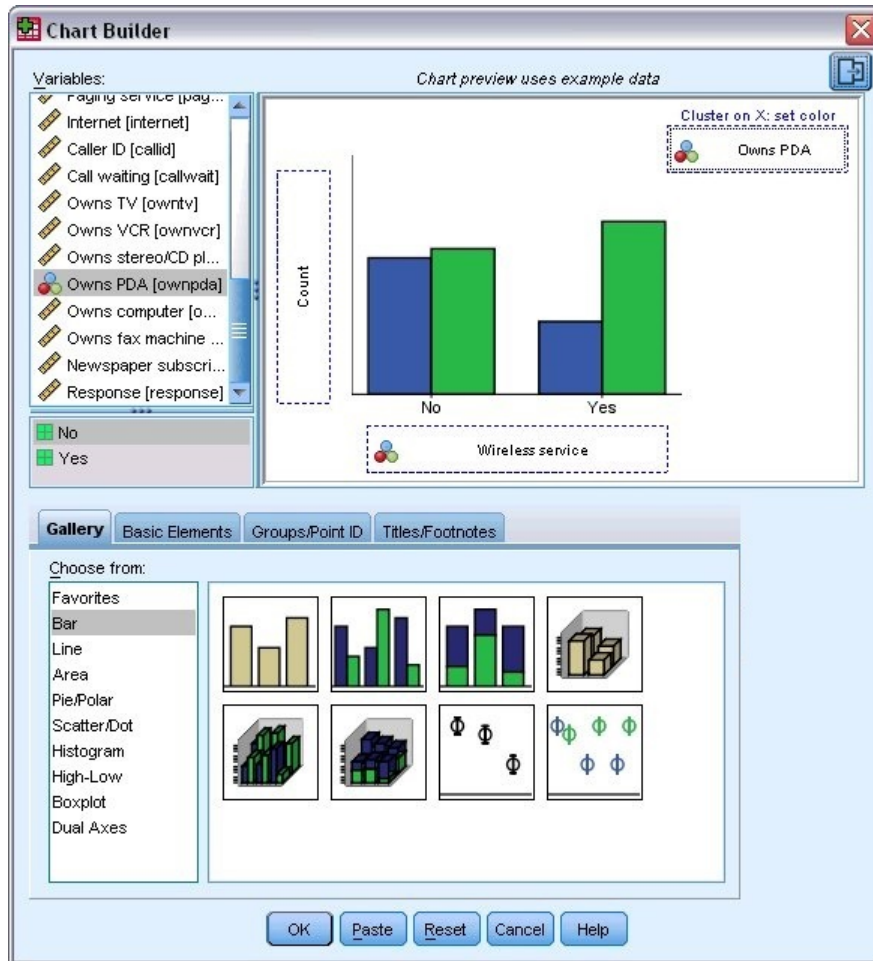 Chart Builder
Variables:
Chart preview uses example data
Paging service [pag...
Internet [internet]
Caller ID [callid]
Call waiting [callwait]
Owns TV [owntv]
Owns VCR [ownvcr]
Owns stereo/CD pl...
Owns PDA [ownpda]
Owns computer [o...
Owns fax machine ...
Newspaper subscri...
Response [response]
No
Yes
Cluster on X: set color
Owns PDA
Count
No Yes
Wireless service
Gallery Basic Elements Groups/Point ID Titles/Footnotes
Choose from:
Favorites
Bar
Line
Area
Pie/Polar
Scatter/Dot
Histogram
High-Low
Boxplot
Dual Axes
OK Paste Reset Cancel Help